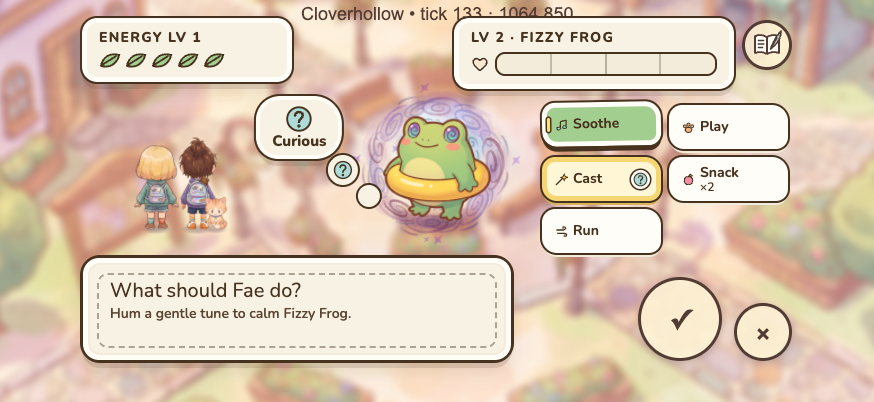 Cloverhollow • tick 133 · 1064,850
ENERGY LV 1
LV 2 · FIZZY FROG
? Curious
?
Soothe
Play
Cast ?
Snack
×2
Run
What should Fae do?
Hum a gentle tune to calm Fizzy Frog.